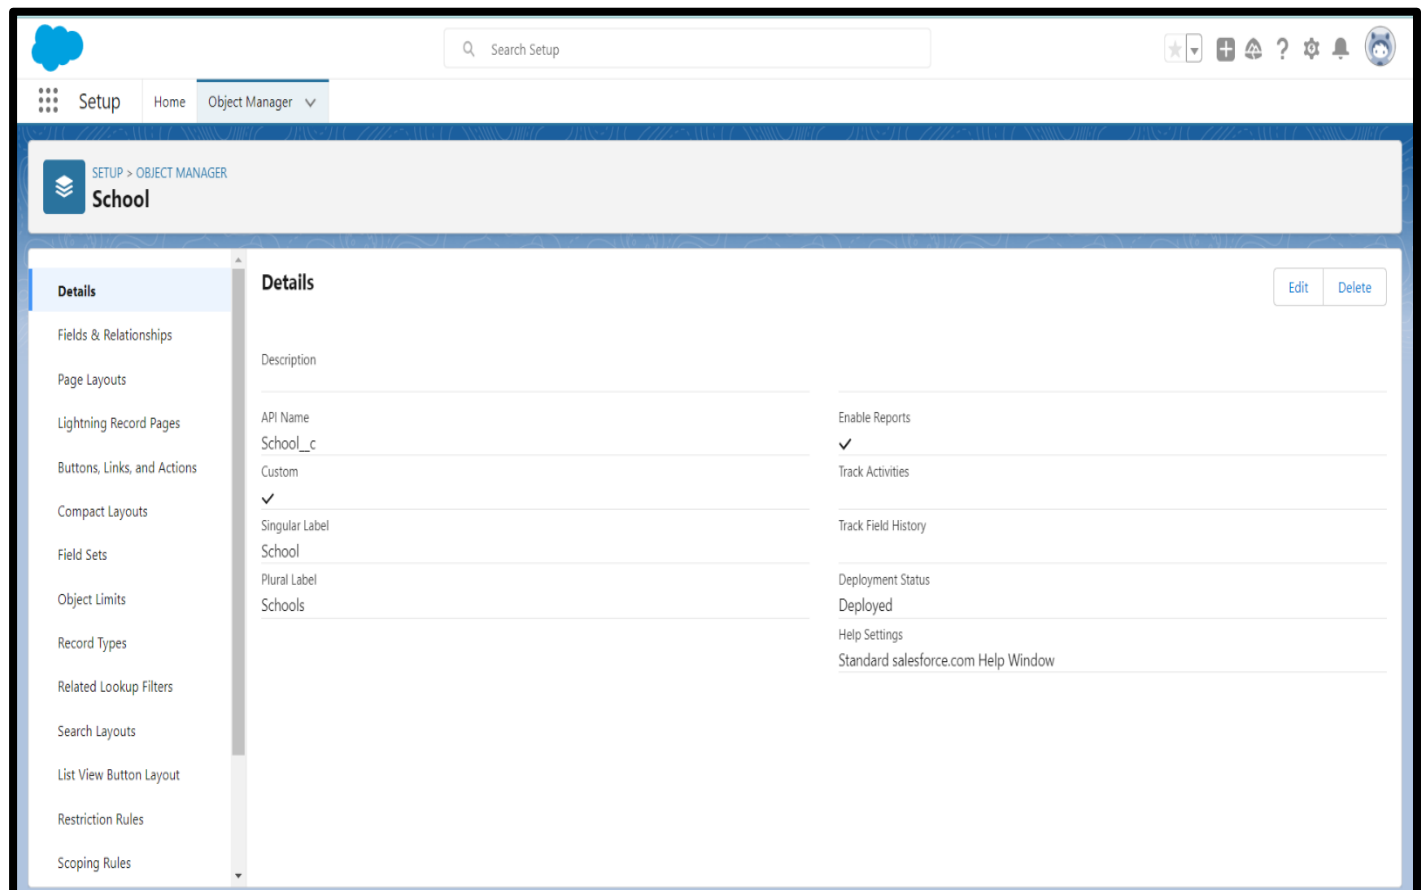 Search Setup
Setup
Home
Object Manager
SETUP > OBJECT MANAGER
School
Details
Fields & Relationships
Page Layouts
Lightning Record Pages
Buttons, Links, and Actions
Compact Layouts
Field Sets
Object Limits
Record Types
Related Lookup Filters
Search Layouts
List View Button Layout
Restriction Rules
Scoping Rules
Details
Edit
Delete
Description
API Name
School__c
Custom
Singular Label
School
Plural Label
Schools
Enable Reports
Track Activities
Track Field History
Deployment Status
Deployed
Help Settings
Standard salesforce.com Help Window